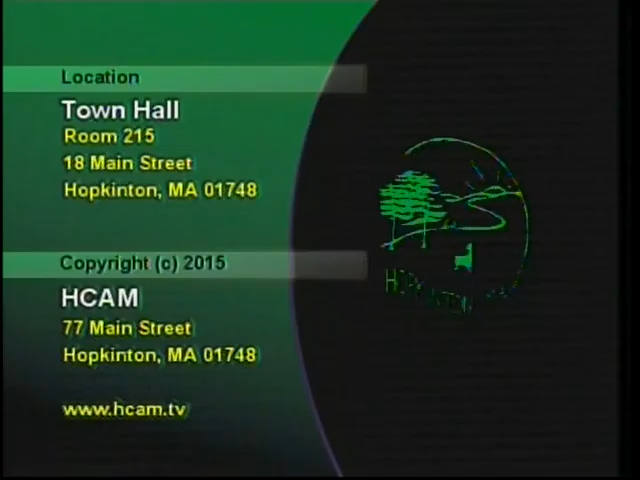 Location
Town Hall
Room 215
18 Main Street
Hopkinton, MA 01748
Copyright (c) 2015
HCAM
77 Main Street
Hopkinton, MA 01748
www.hcam.tv
HOPKINTON